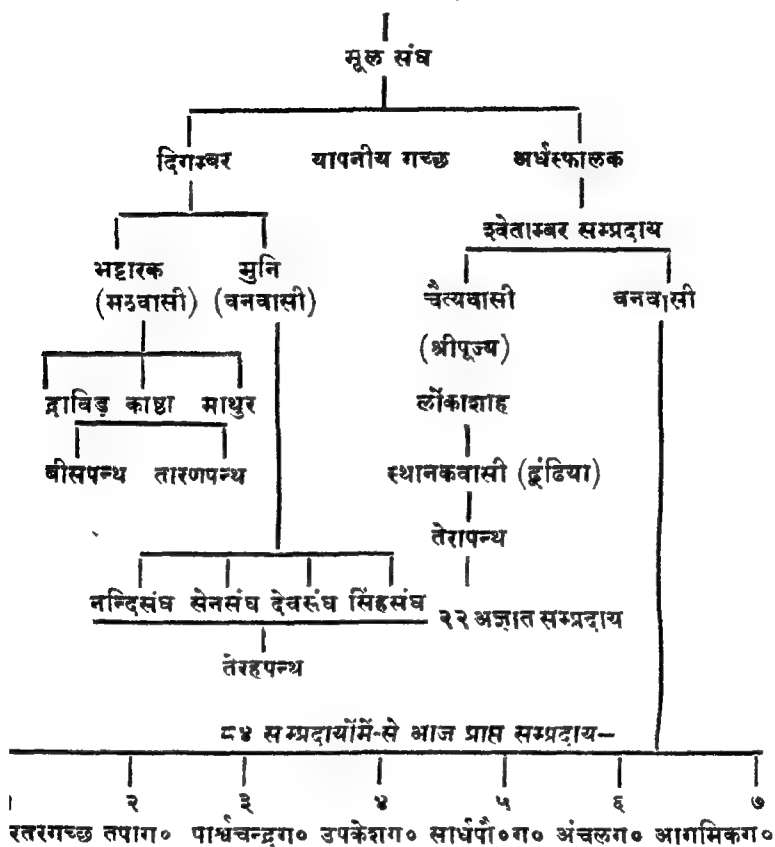 मूल संघ
दिगम्बर यापनीय गच्छ अर्धस्फालक
श्वेताम्बर सम्प्रदाय
भट्टारक मुनि
(मठवासी) (वनवासी) चैत्यवासी वनवासी
(श्रीपूज्य)
द्राविड़ काष्ठा माथुर लोंकाशाह
बीसपन्थ तारणपन्थ स्थानकवासी (ढूंढिया)
तेरापन्थ
नन्दिसंघ सेनसंघ देवसंघ सिंहसंघ २२ अज्ञात सम्प्रदाय
तेरहपन्थ
८४ सम्प्रदायोंमें-से आज प्राप्त सम्प्रदाय–
२ ३ ४ ५ ६ ७
रतरगच्छ तपाग० पार्श्वचन्द्रग० उपकेशग० सार्धपौ०ग० अंचलग० आगमिकग०